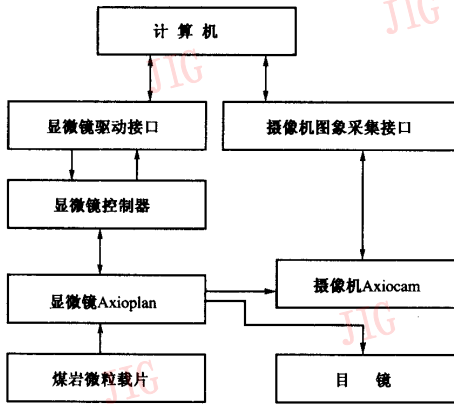 计 算 机
JIG
JIG
显微镜驱动接口
摄像机图象采集接口
显微镜控制器
显微镜Axioplan
摄像机Axiocam
JIG
煤岩微粒载片
JIG
目 镜